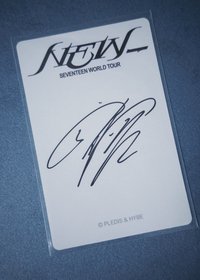 NEW_
SEVENTEEN WORLD TOUR
© PLEDIS & HYBE